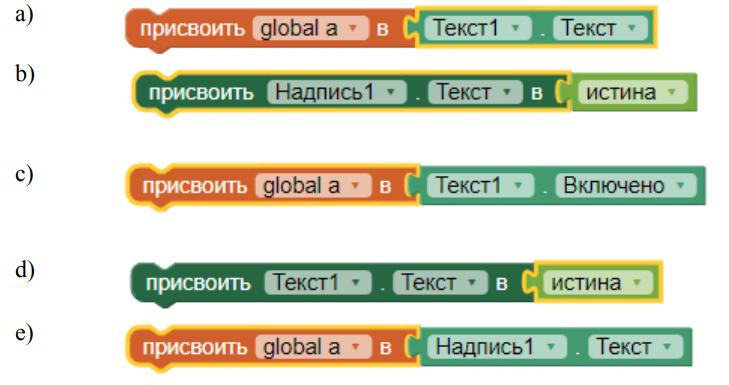 a) присвоить global a в Текст1 . Текст
b) присвоить Надпись1 . Текст в истина
c) присвоить global a в Текст1 . Включено
d) присвоить Текст1 . Текст в истина
e) присвоить global a в Надпись1 . Текст